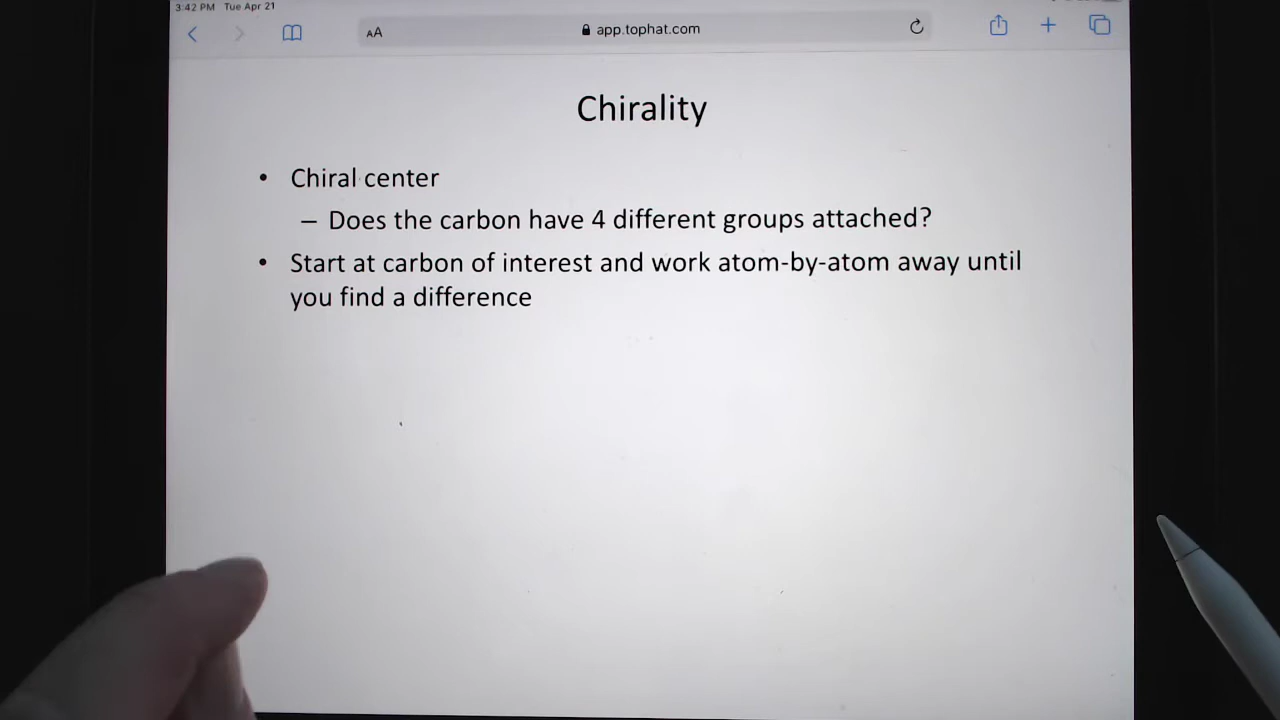 3:42 PM Tue Apr 21
AA app.tophat.com
Chirality
• Chiral center
– Does the carbon have 4 different groups attached?
• Start at carbon of interest and work atom-by-atom away until
you find a difference